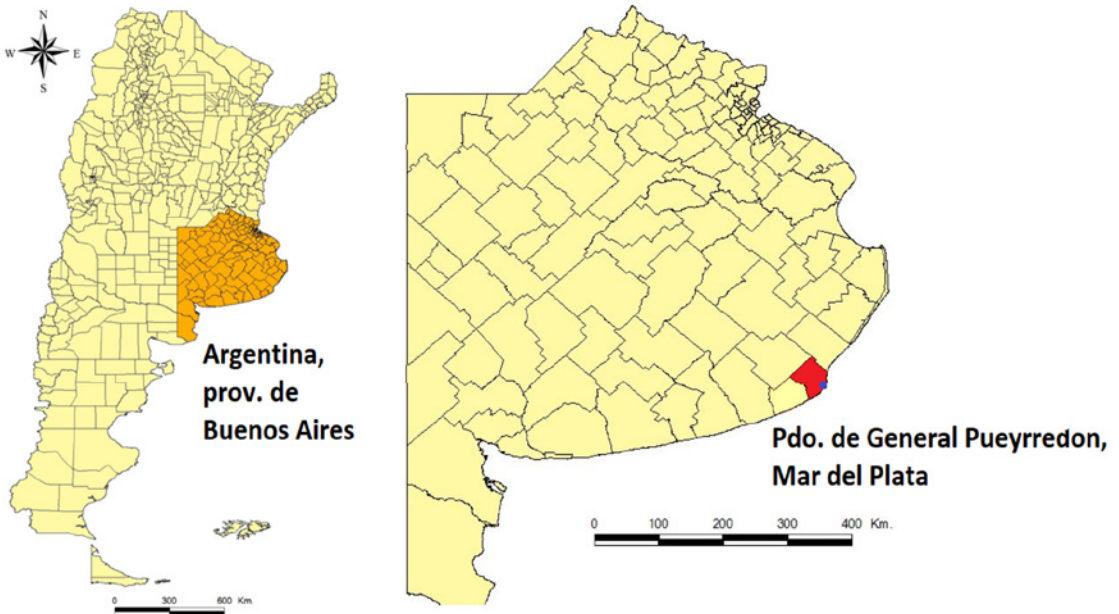 N
W E
S
Argentina,
prov. de
Buenos Aires
0 300 600 Km.
Pdo. de General Pueyrredon,
Mar del Plata
0 100 200 300 400 Km.